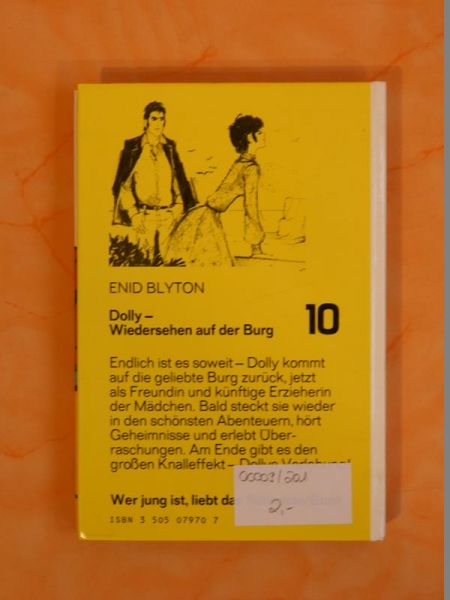 ENID BLYTON
Dolly –
Wiedersehen auf der Burg
10
Endlich ist es soweit – Dolly kommt
auf die geliebte Burg zurück, jetzt
als Freundin und künftige Erzieherin
der Mädchen. Bald steckt sie wieder
in den schönsten Abenteuern, hört
Geheimnisse und erlebt Über-
raschungen. Am Ende gibt es den
großen Knalleffekt – Dollys Verlobung!
Wer jung ist, liebt
ISBN 3 505 07970 7
00003/201
2,-